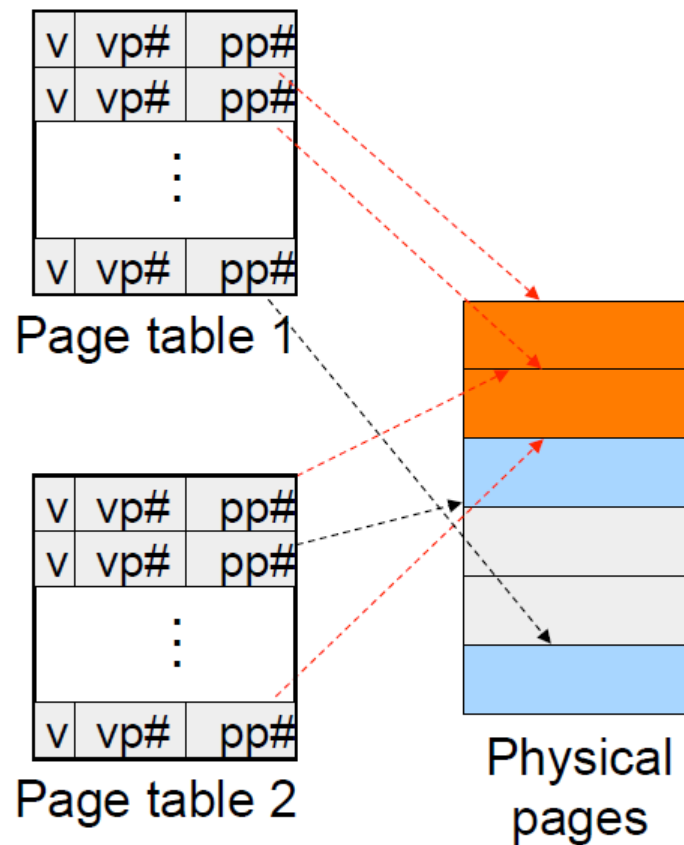 v vp# pp#
v vp# pp#
⋮
v vp# pp#
Page table 1
v vp# pp#
v vp# pp#
⋮
v vp# pp#
Page table 2
Physical
pages